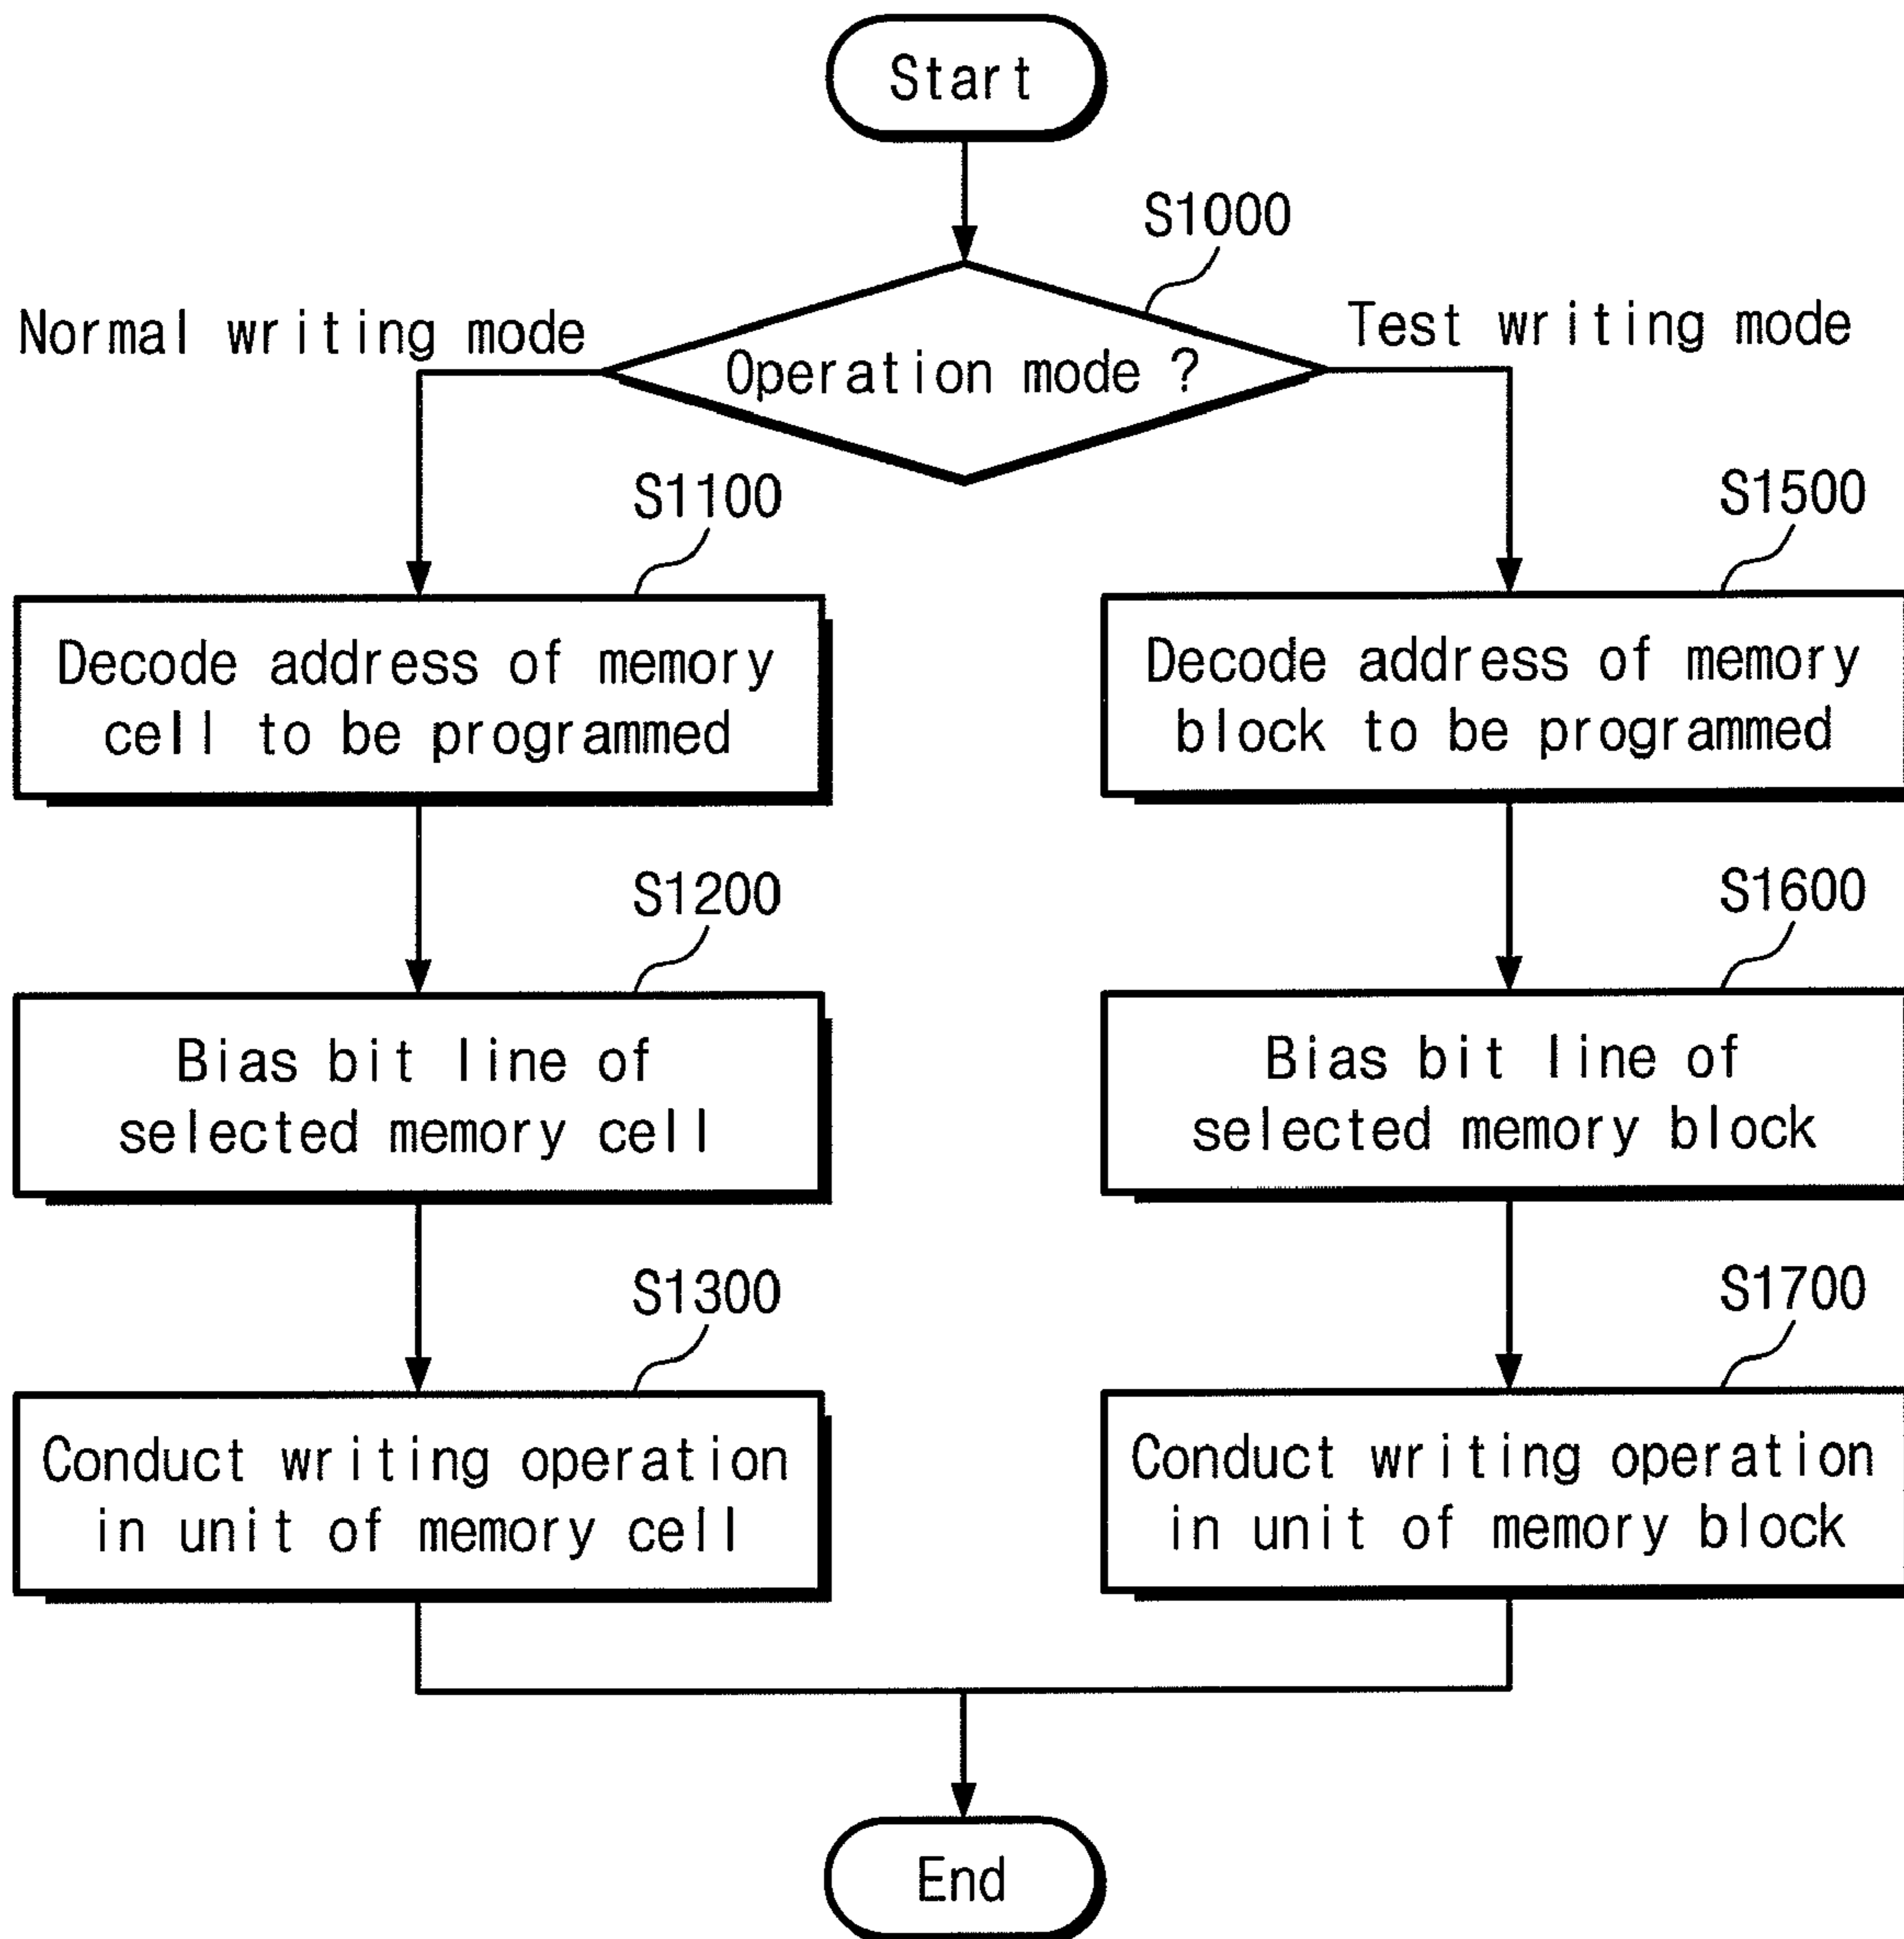 Start
S1000
Normal writing mode
Test writing mode
Operation mode ?
S1100
Decode address of memory
cell to be programmed
S1200
Bias bit line of
selected memory cell
S1300
Conduct writing operation
in unit of memory cell
S1500
Decode address of memory
block to be programmed
S1600
Bias bit line of
selected memory block
S1700
Conduct writing operation
in unit of memory block
End